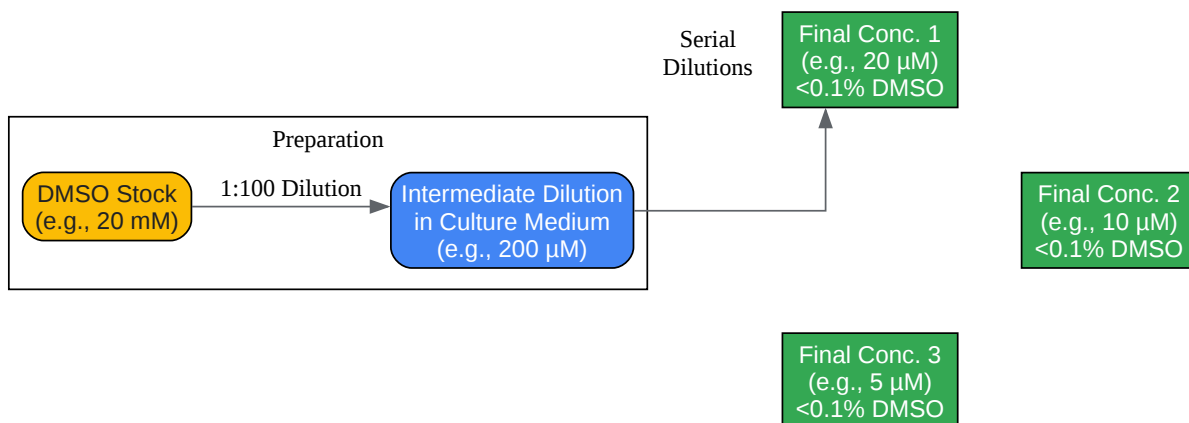 Serial
Dilutions
Final Conc. 1
(e.g., 20 µM)
<0.1% DMSO
Preparation
DMSO Stock
(e.g., 20 mM)
1:100 Dilution
Intermediate Dilution
in Culture Medium
(e.g., 200 µM)
Final Conc. 2
(e.g., 10 µM)
<0.1% DMSO
Final Conc. 3
(e.g., 5 µM)
<0.1% DMSO